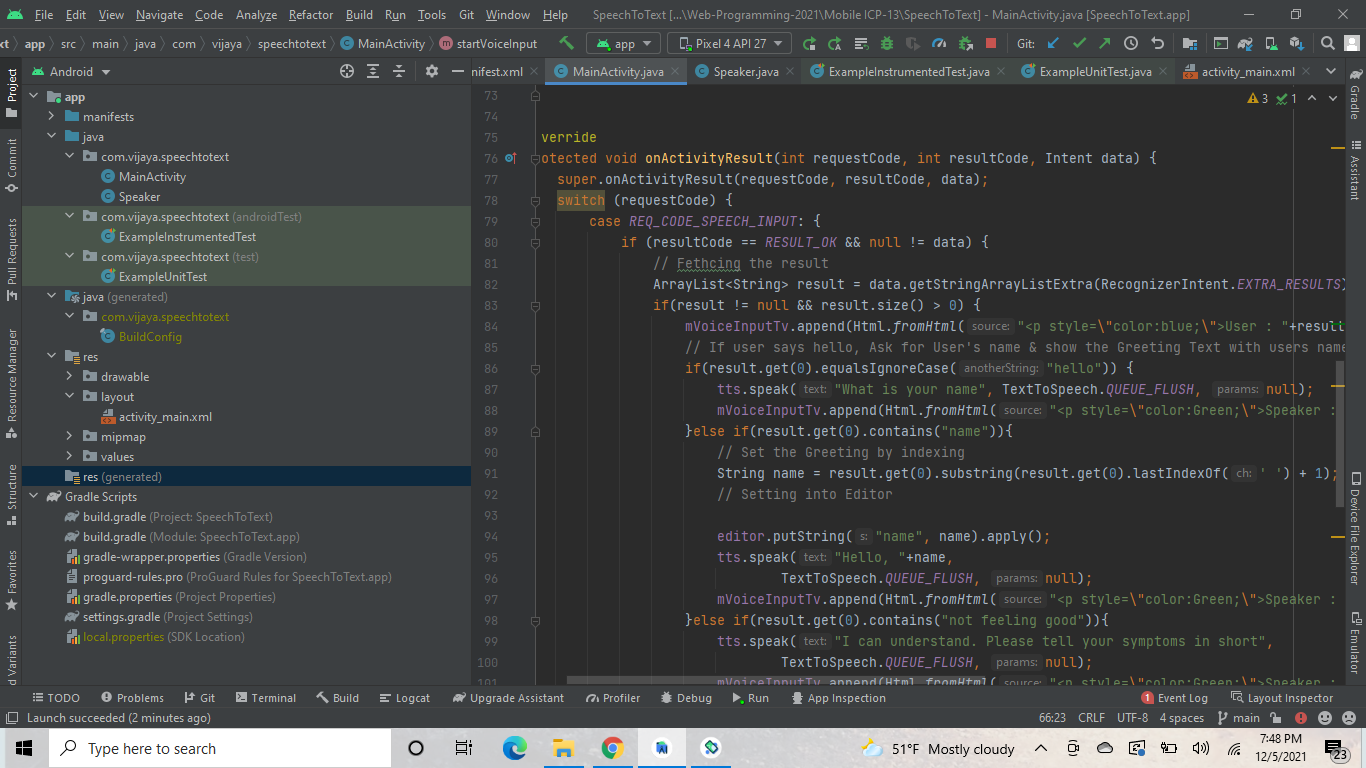 File Edit View Navigate Code Analyze Refactor Build Run Tools Git Window Help SpeechToText [...\Web-Programming-2021\Mobile ICP-13\SpeechToText] - MainActivity.java [SpeechToText.app]
xt app src main java com vijaya speechtotext MainActivity startVoiceInput app Pixel 4 API 27 Git:
Android
nifest.xml MainActivity.java Speaker.java ExampleInstrumentedTest.java ExampleUnitTest.java activity_main.xml
Project
Commit
Pull Requests
Resource Manager
Structure
Favorites
d Variants
app
manifests
java
com.vijaya.speechtotext
MainActivity
Speaker
com.vijaya.speechtotext (androidTest)
ExampleInstrumentedTest
com.vijaya.speechtotext (test)
ExampleUnitTest
java (generated)
com.vijaya.speechtotext
BuildConfig
res
drawable
layout
activity_main.xml
mipmap
values
res (generated)
Gradle Scripts
build.gradle (Project: SpeechToText)
build.gradle (Module: SpeechToText.app)
gradle-wrapper.properties (Gradle Version)
proguard-rules.pro (ProGuard Rules for SpeechToText.app)
gradle.properties (Project Properties)
settings.gradle (Project Settings)
local.properties (SDK Location)
3 1
73
74
75 verride
76 otected void onActivityResult(int requestCode, int resultCode, Intent data) {
77 super.onActivityResult(requestCode, resultCode, data);
78 switch (requestCode) {
79 case REQ_CODE_SPEECH_INPUT: {
80 if (resultCode == RESULT_OK && null != data) {
81 // Fethcing the result
82 ArrayList<String> result = data.getStringArrayListExtra(RecognizerIntent.EXTRA_RESULTS)
83 if(result != null && result.size() > 0) {
84 mVoiceInputTv.append(Html.fromHtml( source: "<p style=\"color:blue;\">User : "+result
85 // If user says hello, Ask for User's name & show the Greeting Text with users name
86 if(result.get(0).equalsIgnoreCase( anotherString: "hello")) {
87 tts.speak( text: "What is your name", TextToSpeech.QUEUE_FLUSH, params: null);
88 mVoiceInputTv.append(Html.fromHtml( source: "<p style=\"color:Green;\">Speaker :
89 }else if(result.get(0).contains("name")){
90 // Set the Greeting by indexing
91 String name = result.get(0).substring(result.get(0).lastIndexOf( ch: ' ') + 1);
92 // Setting into Editor
93
94 editor.putString( s: "name", name).apply();
95 tts.speak( text: "Hello, "+name,
96 TextToSpeech.QUEUE_FLUSH, params: null);
97 mVoiceInputTv.append(Html.fromHtml( source: "<p style=\"color:Green;\">Speaker :
98 }else if(result.get(0).contains("not feeling good")){
99 tts.speak( text: "I can understand. Please tell your symptoms in short",
100 TextToSpeech.QUEUE_FLUSH, params: null);
101 mVoiceInputTv.append(Html.fromHtml( source: "<p style=\"color:Green;\">Speaker :
Gradle
Assistant
Device File Explorer
Emulator
TODO Problems Git Terminal Build Logcat Upgrade Assistant Profiler Debug Run App Inspection 1 Event Log Layout Inspector
Launch succeeded (2 minutes ago) 66:23 CRLF UTF-8 4 spaces main
Type here to search 51°F Mostly cloudy 7:48 PM
12/5/2021 23